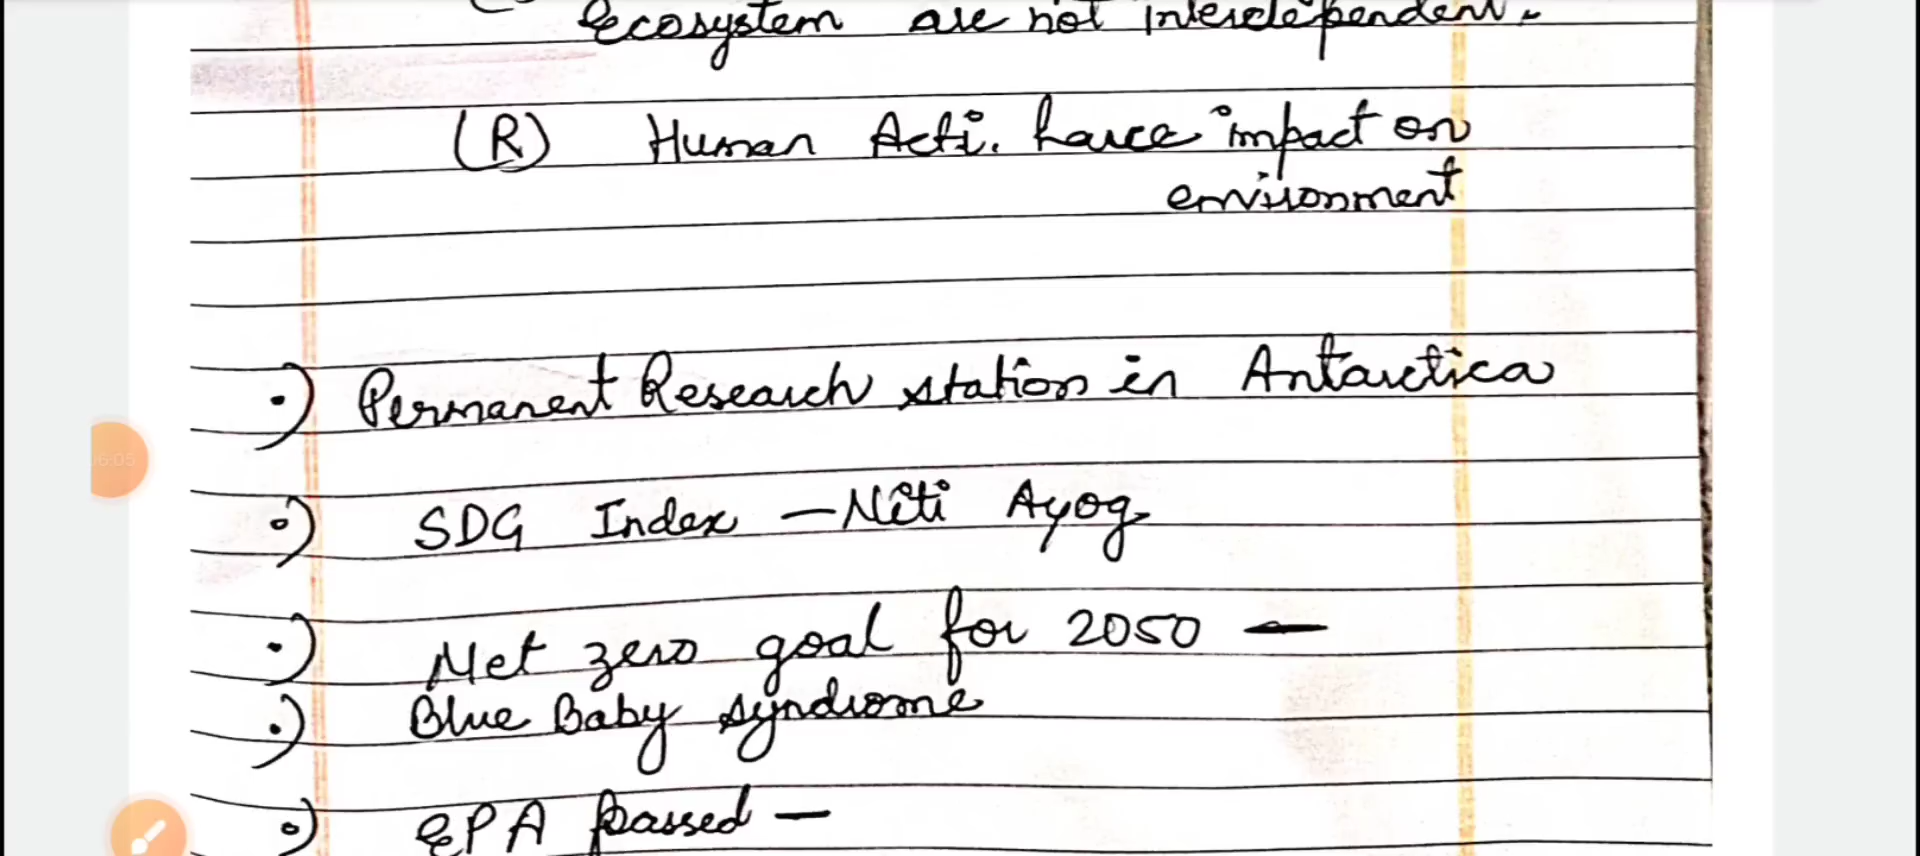 Ecosystem are not interdependent.
(R) Human Acti. have impact on
environment
•) Permanent Research station in Antarctica
•) SDG Index – Niti Ayog
•) Net zero goal for 2050 —
•) Blue Baby syndrome
•) EPA passed —